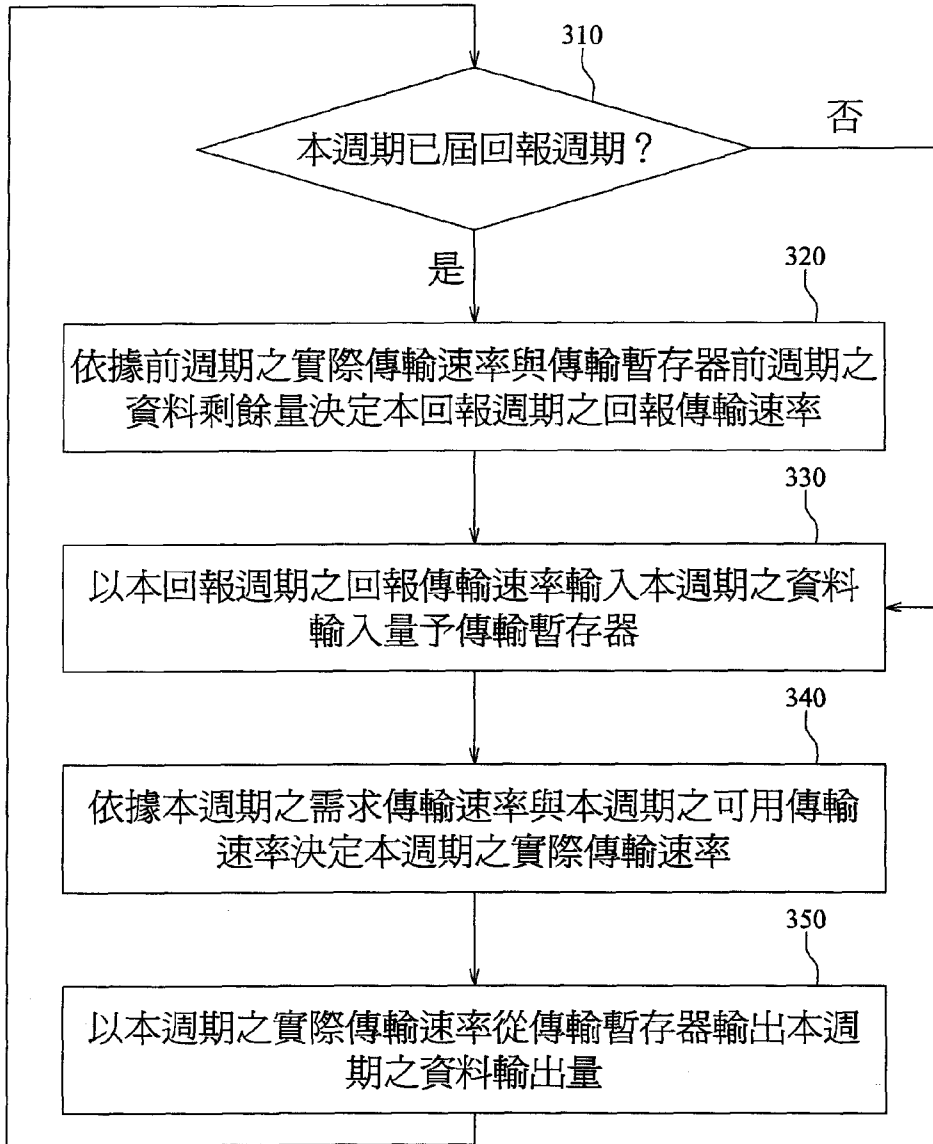 310
本週期已屆回報週期？
否
是
320
依據前週期之實際傳輸速率與傳輸暫存器前週期之
資料剩餘量決定本回報週期之回報傳輸速率
330
以本回報週期之回報傳輸速率輸入本週期之資料
輸入量予傳輸暫存器
340
依據本週期之需求傳輸速率與本週期之可用傳輸
速率決定本週期之實際傳輸速率
350
以本週期之實際傳輸速率從傳輸暫存器輸出本週
期之資料輸出量